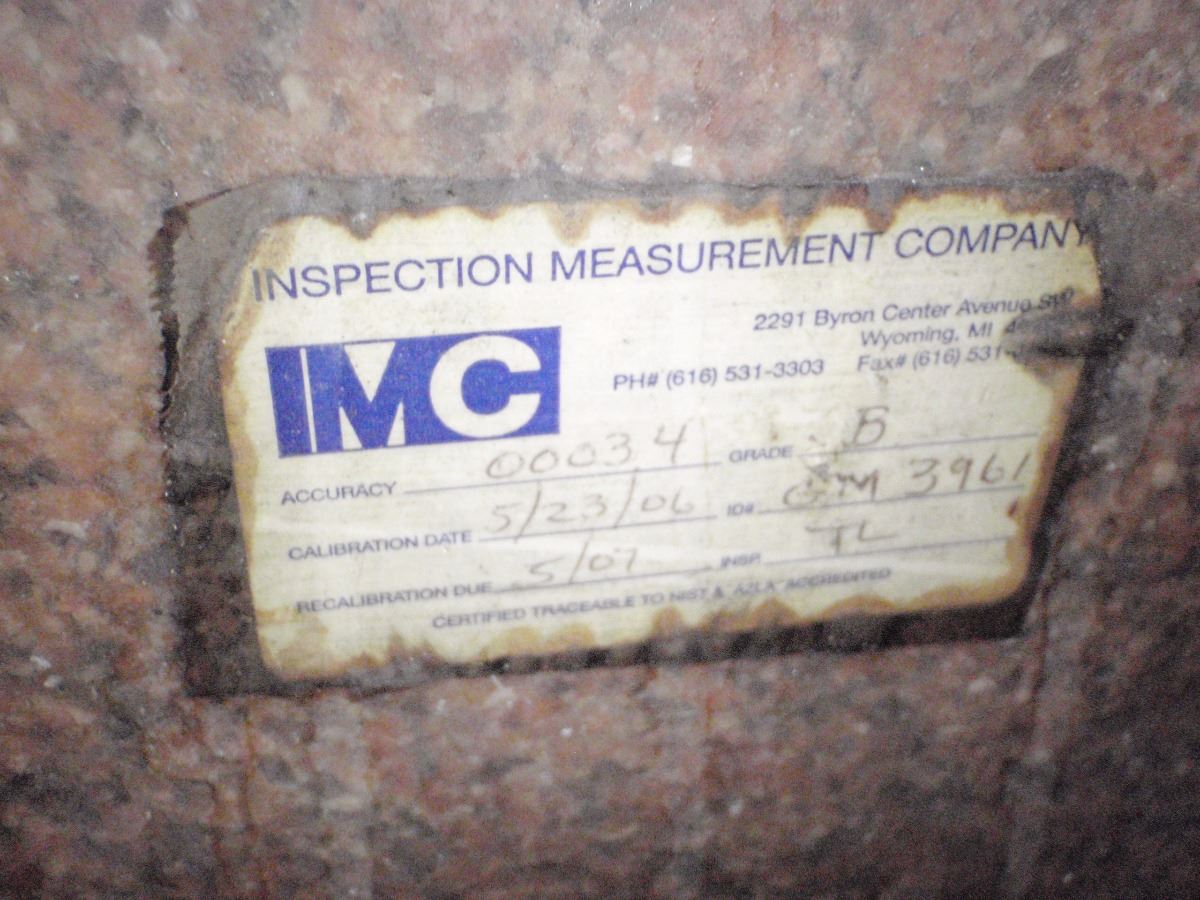 INSPECTION MEASUREMENT COMPANY
2291 Byron Center Avenue SW
Wyoming, MI
PH# (616) 531-3303 Fax# (616) 531-
IMC
ACCURACY 00034 GRADE B
CALIBRATION DATE 5/23/06 ID# GM 3961
RECALIBRATION DUE 5/07 INSP. TL
CERTIFIED TRACEABLE TO NIST & A2LA ACCREDITED